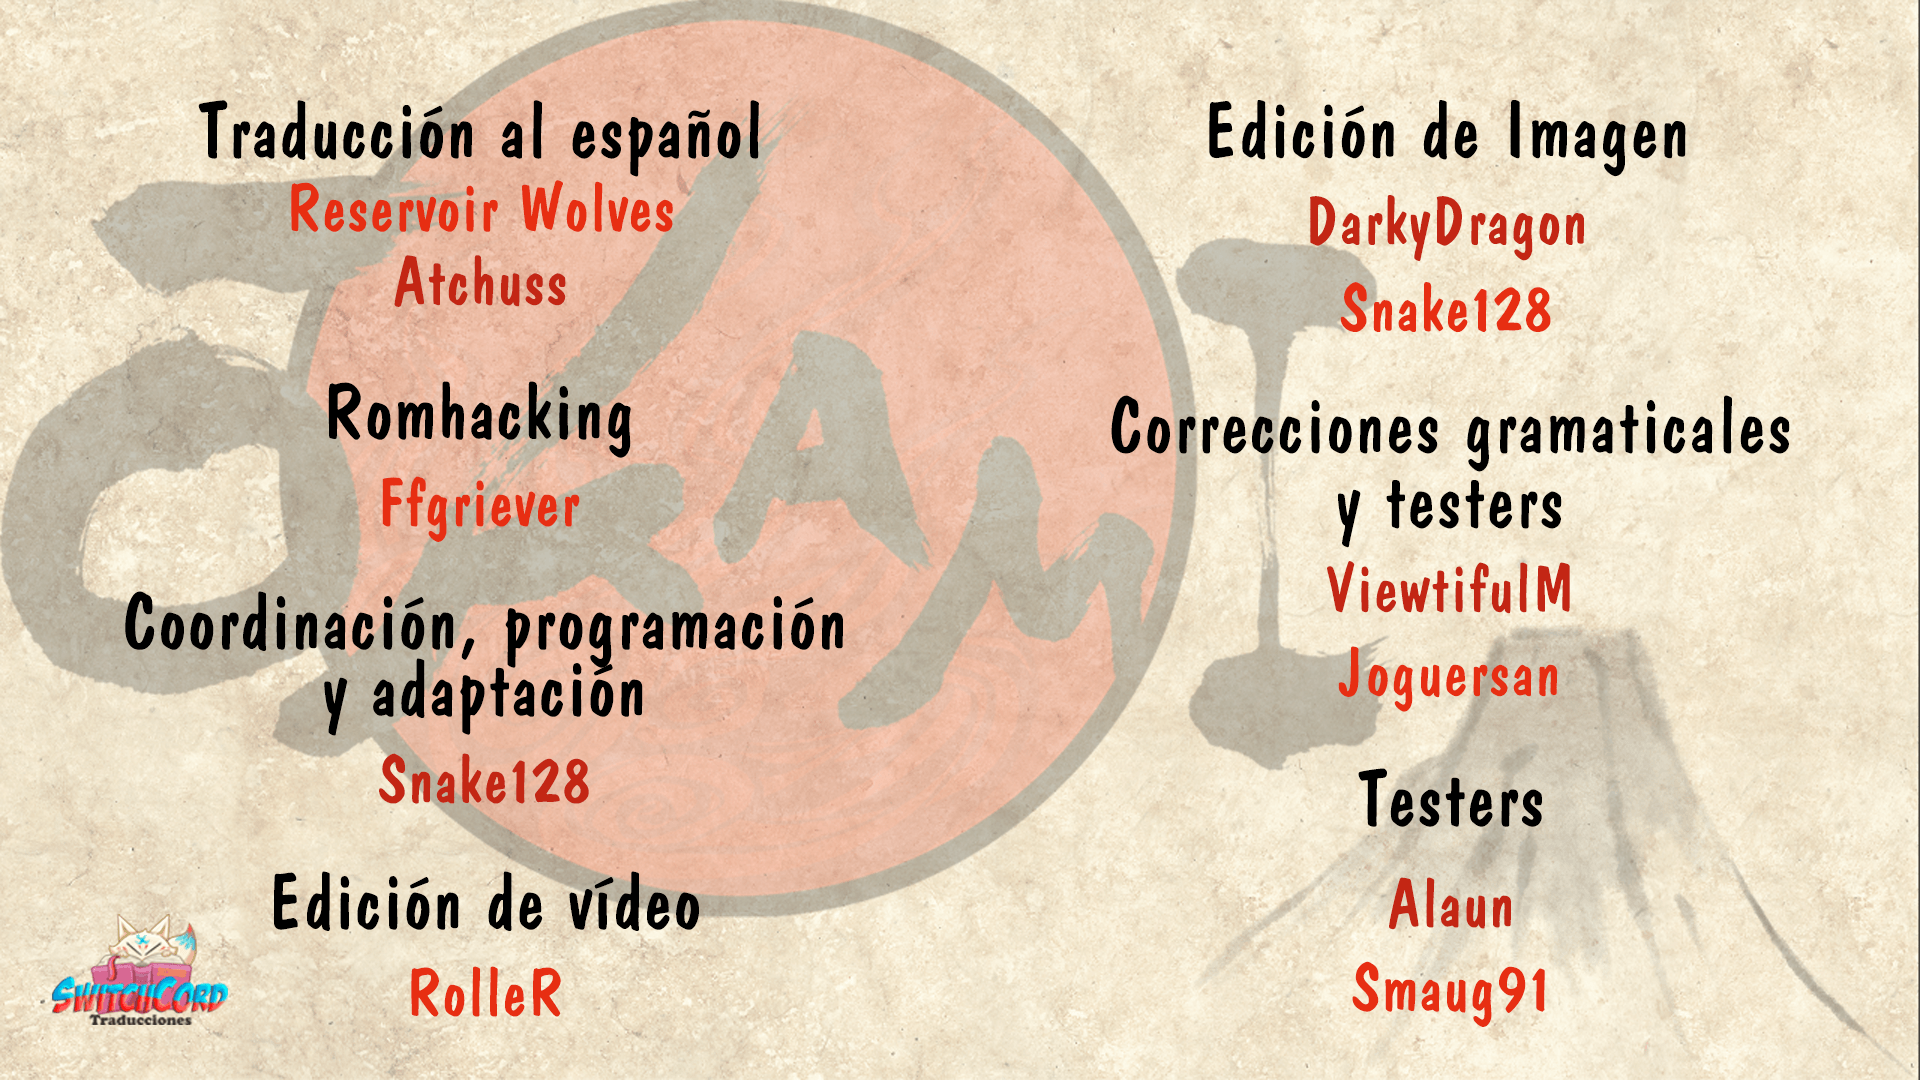 Traducción al español
Reservoir Wolves
Atchuss
Romhacking
Ffgriever
Coordinación, programación
y adaptación
Snake128
Edición de vídeo
RolleR
Edición de Imagen
DarkyDragon
Snake128
Correcciones gramaticales
y testers
ViewtifulM
Joguersan
Testers
Alaun
Smaug91
OKAMI
SWITCHCORD
Traducciones